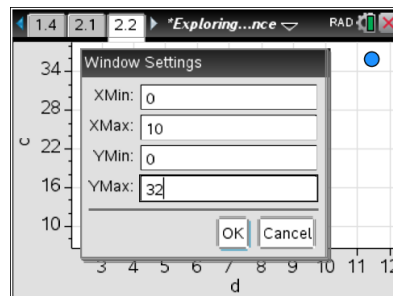 1.4 2.1 2.2 *Exploring...nce RAD
34
28
22
16
10
c
Window Settings
XMin: 0
XMax: 10
YMin: 0
YMax: 32
OK Cancel
3 4 5 6 7 8 9 10 11 12
d